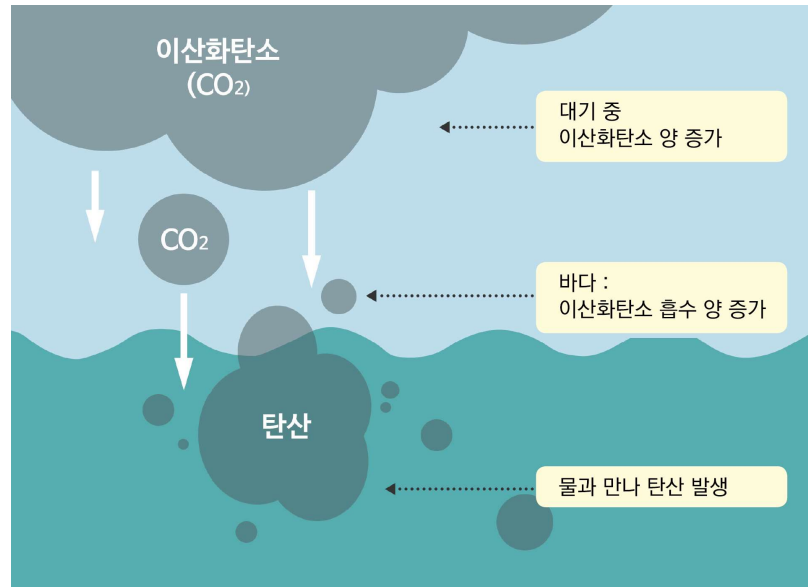 이산화탄소
(CO₂)
대기 중
이산화탄소 양 증가
CO₂
바다 :
이산화탄소 흡수 양 증가
탄산
물과 만나 탄산 발생